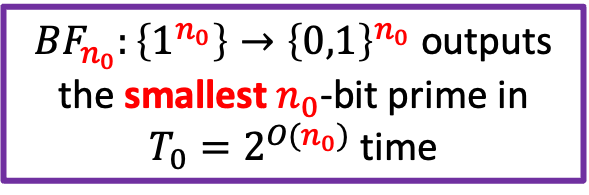 BF_{n_0}: {1^{n_0}} → {0,1}^{n_0} outputs
the smallest n_0-bit prime in
T_0 = 2^{O(n_0)} time